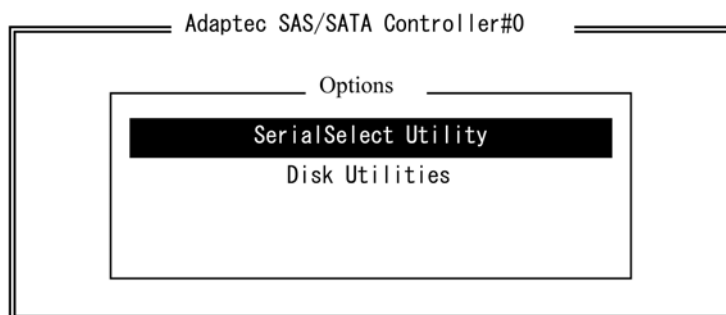 Adaptec SAS/SATA Controller#0
Options
SerialSelect Utility
Disk Utilities